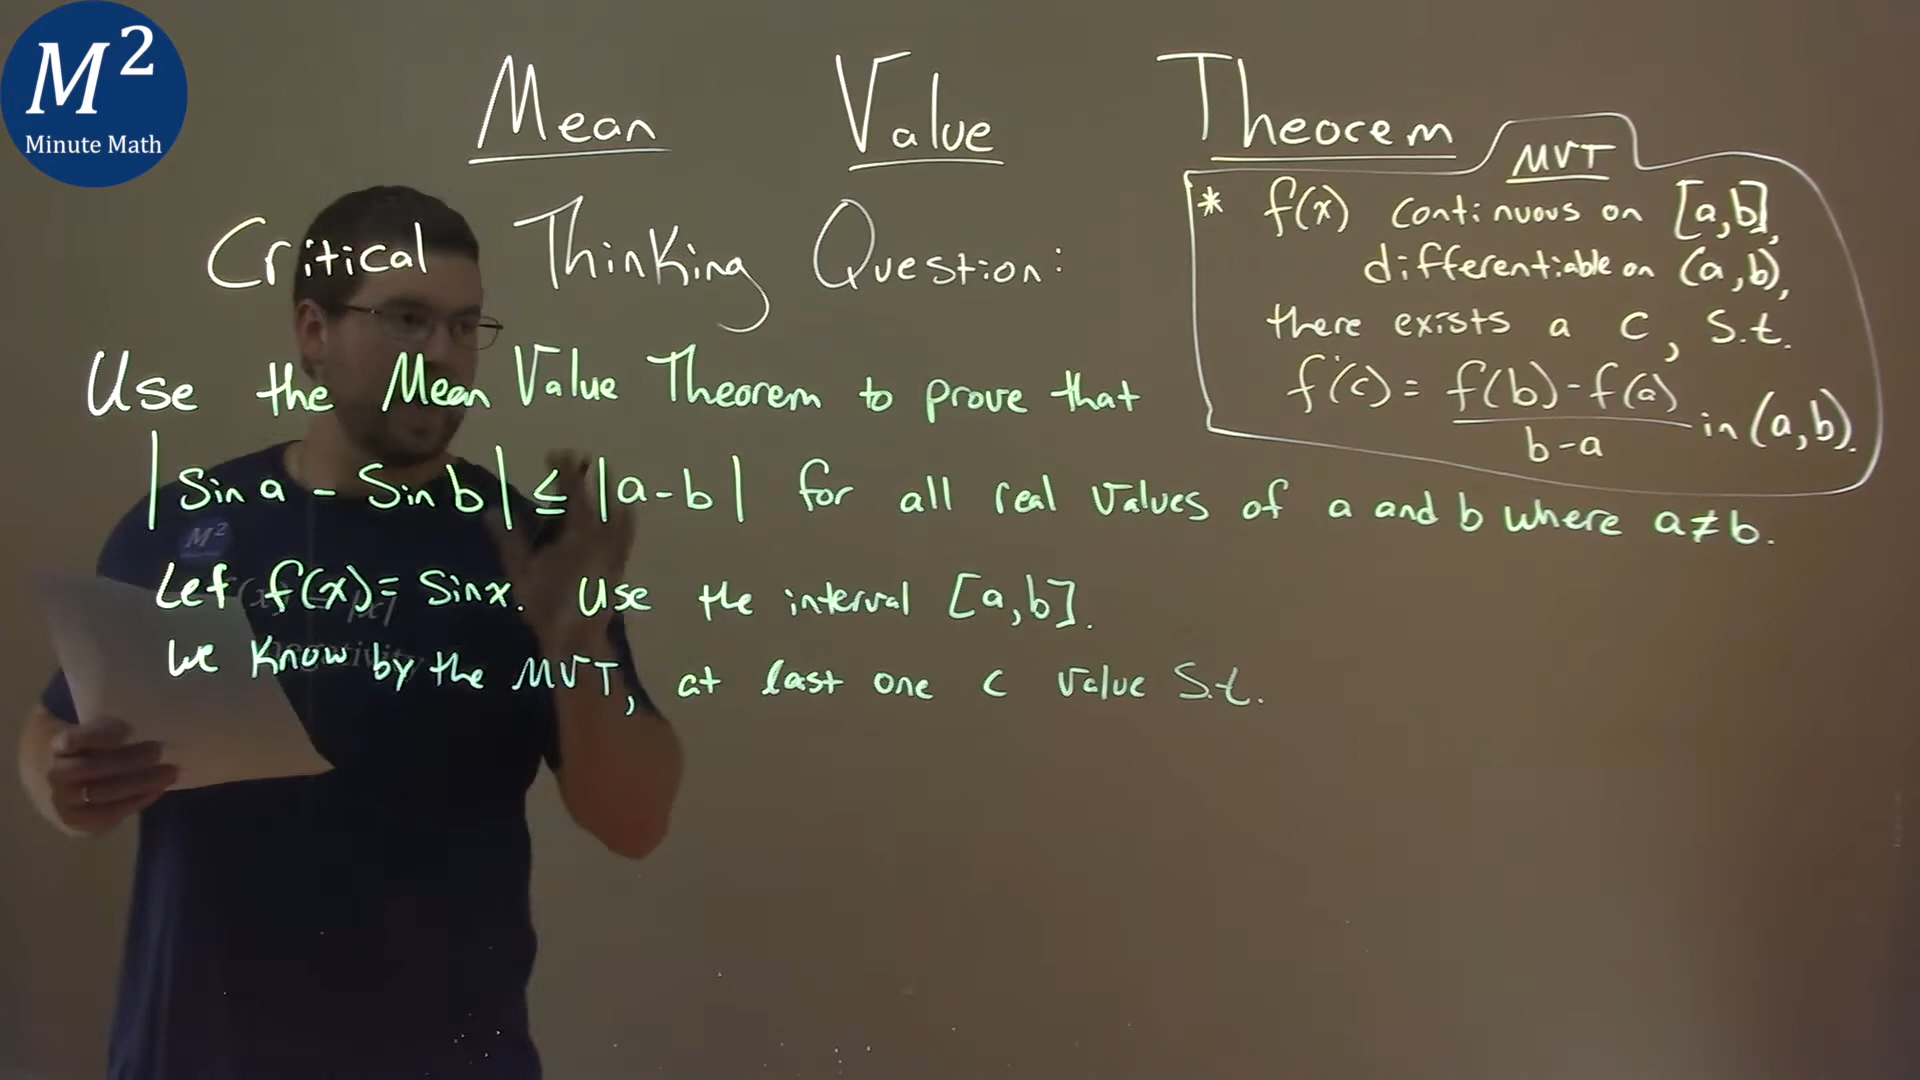 M²
Minute Math
Mean Value Theorem
MVT
* f(x) continuous on [a,b],
differentiable on (a,b),
there exists a c, s.t.
f'(c) = f(b)-f(a) / b-a in (a,b).
Critical Thinking Question:
Use the Mean Value Theorem to prove that
|Sin a - Sin b| ≤ |a-b| for all real values of a and b where a≠b.
M²
Let f(x)= Sinx. Use the interval [a,b].
We Know by the MVT, at last one c value S.t.